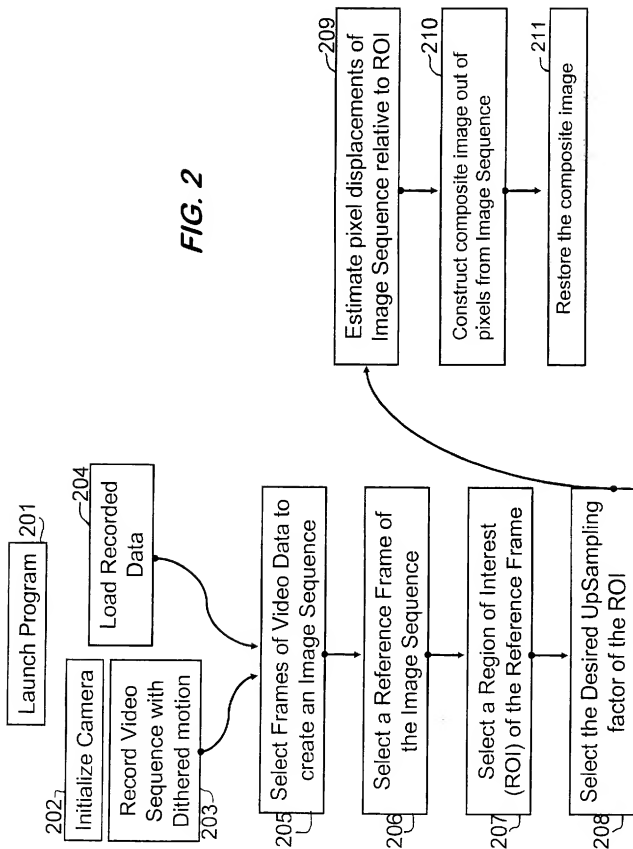 Launch Program
201
202
Initialize Camera
Record Video
Sequence with
Dithered motion
203
204
Load Recorded
Data
Select Frames of Video Data to
create an Image Sequence
205
Select a Reference Frame of
the Image Sequence
206
Select a Region of Interest
(ROI) of the Reference Frame
207
Select the Desired UpSampling
factor of the ROI
208
FIG. 2
209
Estimate pixel displacements of
Image Sequence relative to ROI
210
Construct composite image out of
pixels from Image Sequence
211
Restore the composite image